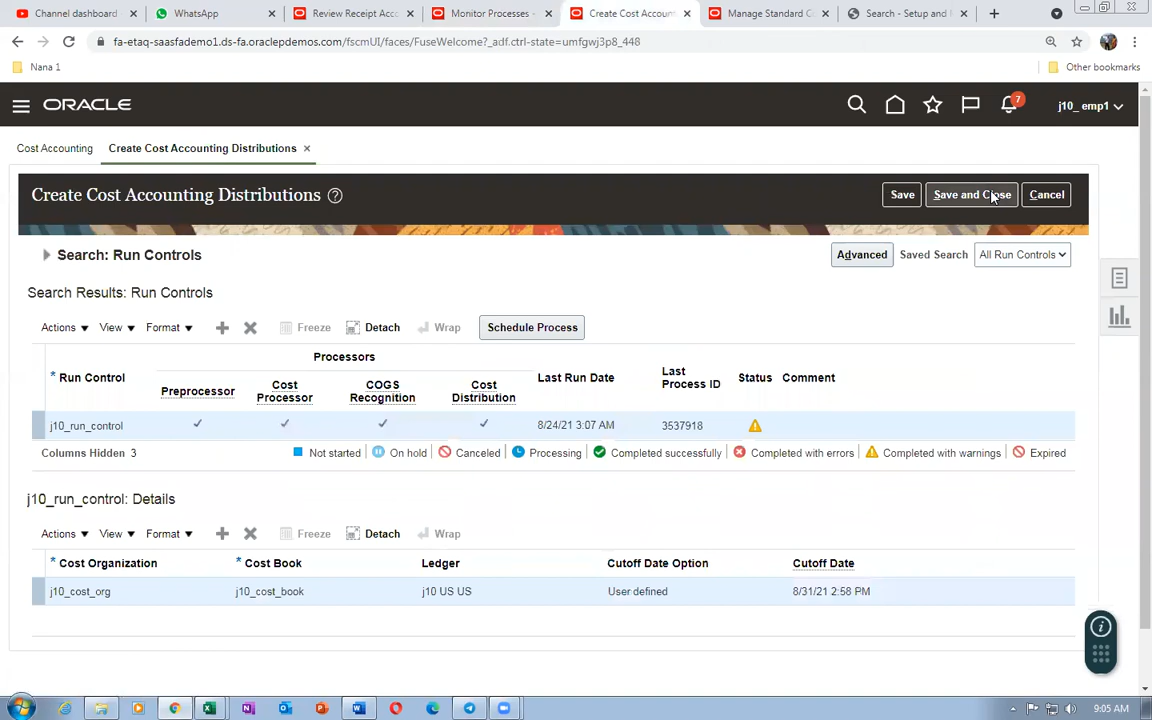 Channel dashboard
WhatsApp
Review Receipt Acc
Monitor Processes -
Create Cost Accoun
Manage Standard C
Search - Setup and
fa-etaq-saasfademo1.ds-fa.oraclepdemos.com/fscmUI/faces/FuseWelcome?_adf.ctrl-state=umfgwj3p8_448
Nana 1
Other bookmarks
ORACLE
7
j10_ emp1
Cost Accounting
Create Cost Accounting Distributions
Create Cost Accounting Distributions
Save
Save and Close
Cancel
Search: Run Controls
Advanced
Saved Search
All Run Controls
Search Results: Run Controls
Actions
View
Format
Freeze
Detach
Wrap
Schedule Process
* Run Control
Processors
Preprocessor
Cost Processor
COGS Recognition
Cost Distribution
Last Run Date
Last Process ID
Status
Comment
j10_run_control
8/24/21 3:07 AM
3537918
Columns Hidden 3
Not started
On hold
Canceled
Processing
Completed successfully
Completed with errors
Completed with warnings
Expired
j10_run_control: Details
Actions
View
Format
Freeze
Detach
Wrap
* Cost Organization
* Cost Book
Ledger
Cutoff Date Option
Cutoff Date
j10_cost_org
j10_cost_book
j10 US US
User defined
8/31/21 2:58 PM
9:05 AM